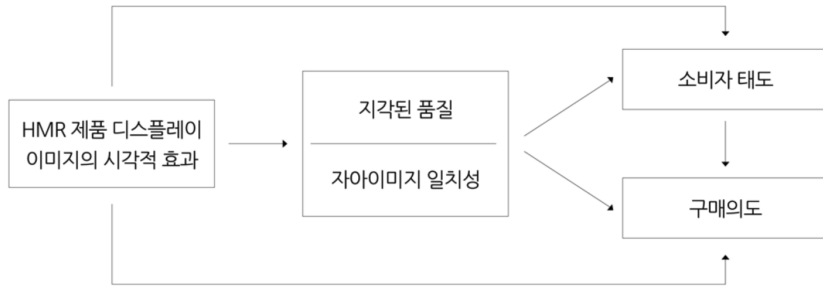 HMR 제품 디스플레이
이미지의 시각적 효과
지각된 품질
자아이미지 일치성
소비자 태도
구매의도